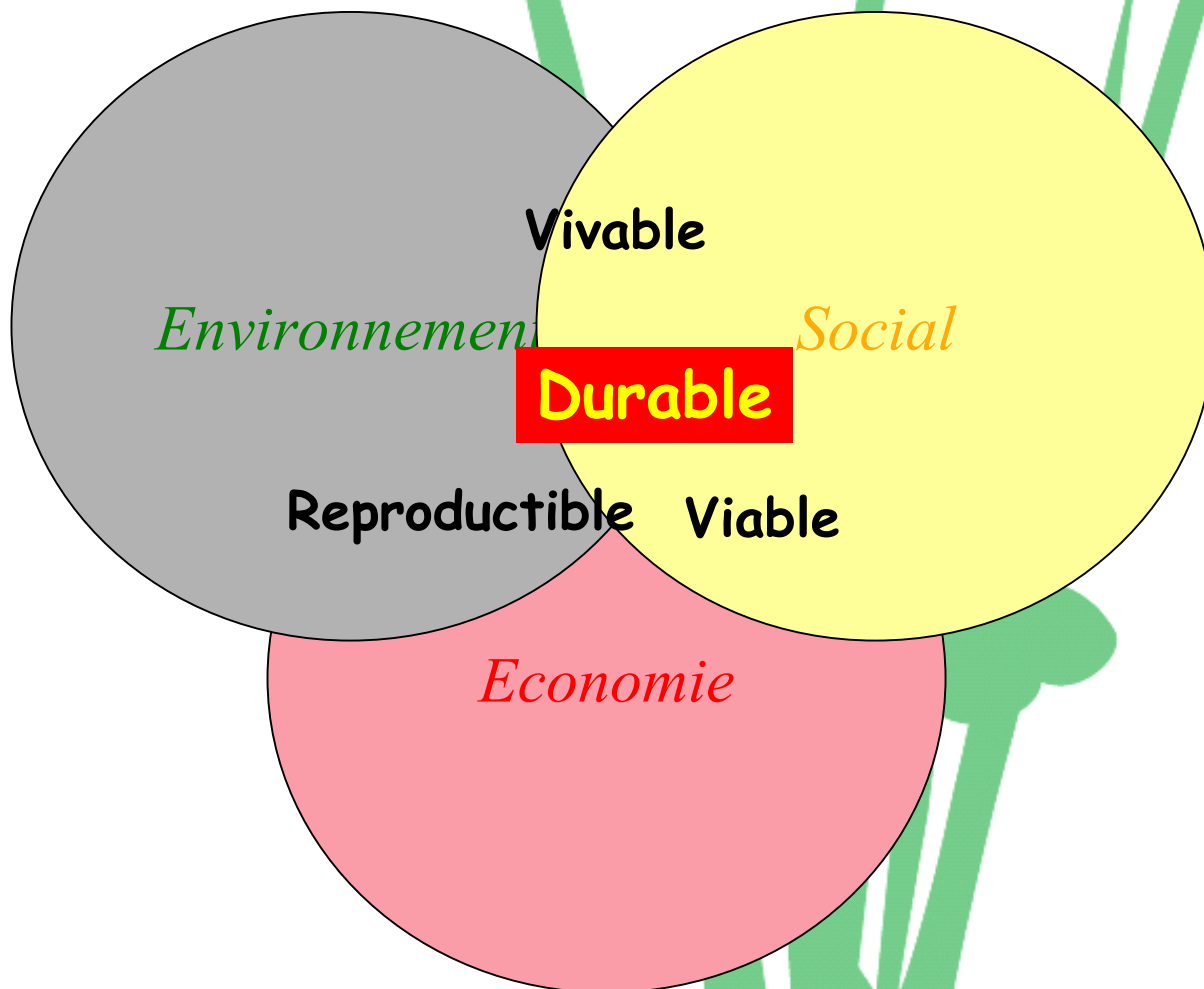 Vivable
Environnement
Social
Durable
Reproductible
Viable
Economie